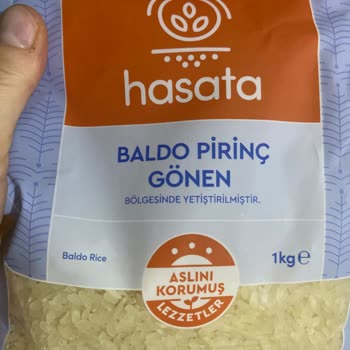 hasata
BALDO PİRİNÇ
GÖNEN
BÖLGESİNDE YETİŞTİRİLMİŞTİR.
Baldo Rice
1kg℮
ASLINI
KORUMUŞ
LEZZETLER